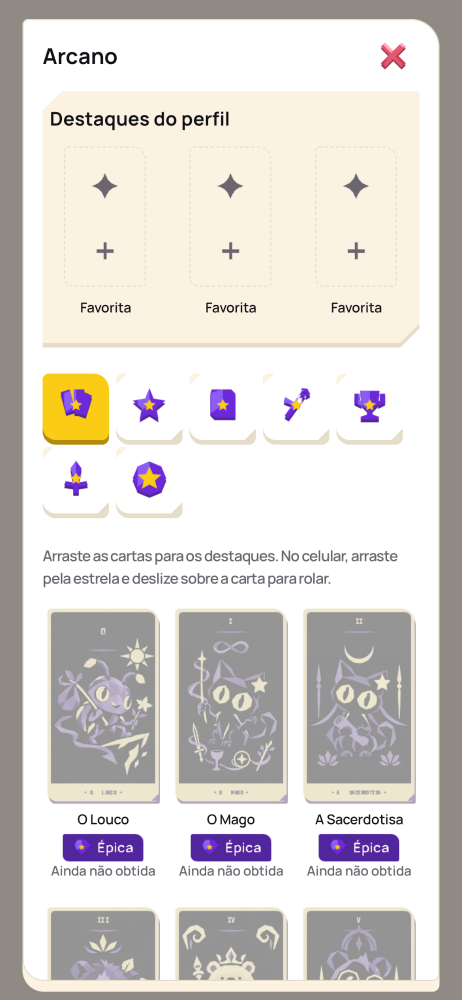 Arcano
Destaques do perfil
Favorita
Favorita
Favorita
Arraste as cartas para os destaques. No celular, arraste
pela estrela e deslize sobre a carta para rolar.
0
I
II
O LOUCO
O MAGO
A SACERDOTISA
O Louco
O Mago
A Sacerdotisa
Épica
Épica
Épica
Ainda não obtida
Ainda não obtida
Ainda não obtida
III
IV
V